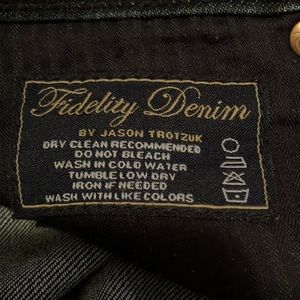 Fidelity Denim
BY JASON TROTZUK
DRY CLEAN RECOMMENDED
DO NOT BLEACH
WASH IN COLD WATER
TUMBLE LOW DRY
IRON IF NEEDED
WASH WITH LIKE COLORS